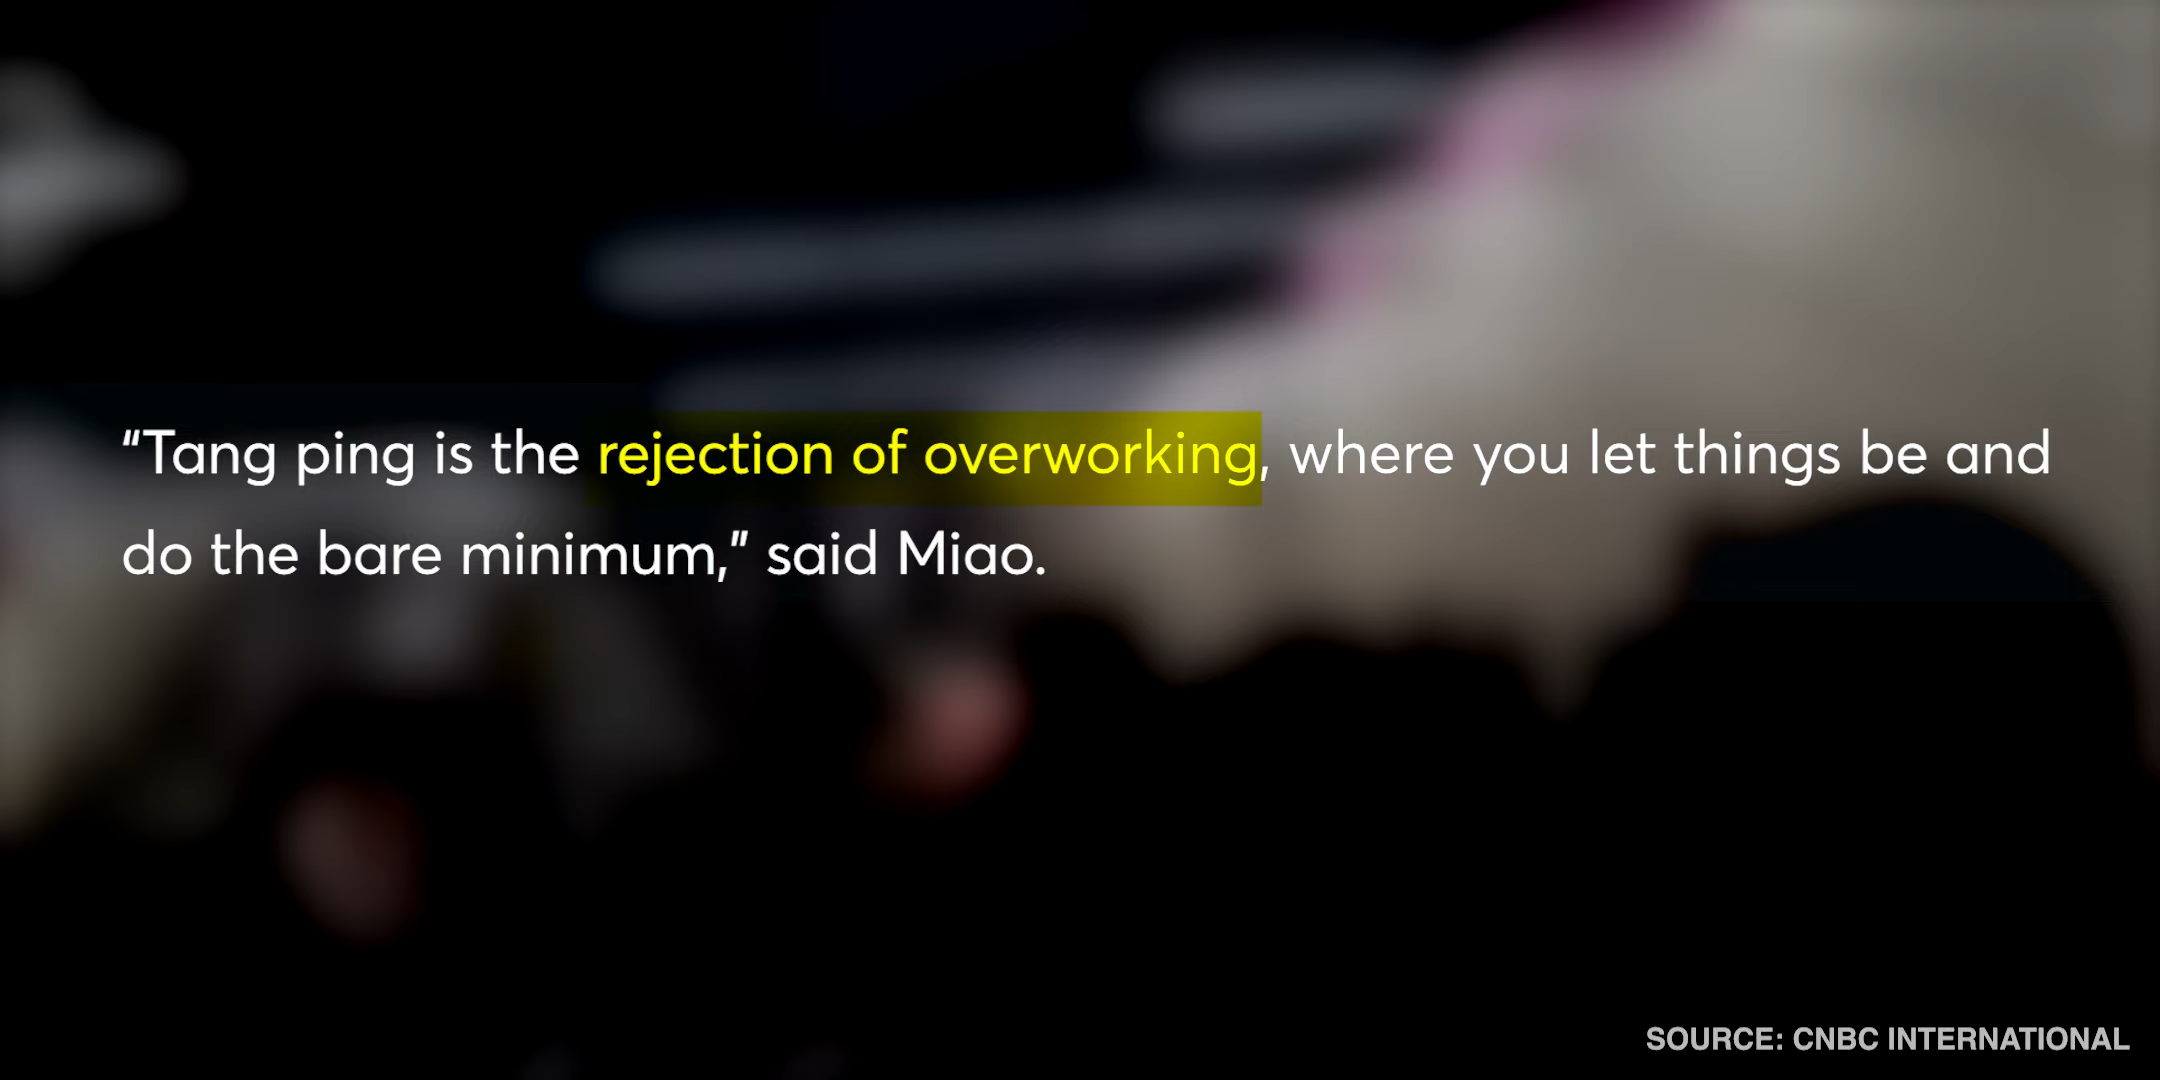 "Tang ping is the rejection of overworking, where you let things be and
do the bare minimum," said Miao.
SOURCE: CNBC INTERNATIONAL